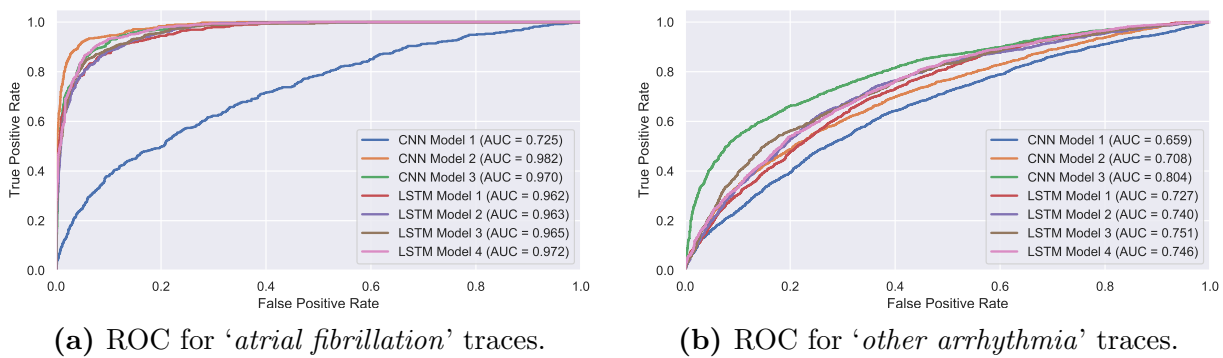 1.0
0.8
0.6
0.4
0.2
0.0
True Positive Rate
CNN Model 1 (AUC = 0.725)
CNN Model 2 (AUC = 0.982)
CNN Model 3 (AUC = 0.970)
LSTM Model 1 (AUC = 0.962)
LSTM Model 2 (AUC = 0.963)
LSTM Model 3 (AUC = 0.965)
LSTM Model 4 (AUC = 0.972)
0.0 0.2 0.4 0.6 0.8 1.0
False Positive Rate
(a) ROC for ‘atrial fibrillation’ traces.
1.0
0.8
0.6
0.4
0.2
0.0
True Positive Rate
CNN Model 1 (AUC = 0.659)
CNN Model 2 (AUC = 0.708)
CNN Model 3 (AUC = 0.804)
LSTM Model 1 (AUC = 0.727)
LSTM Model 2 (AUC = 0.740)
LSTM Model 3 (AUC = 0.751)
LSTM Model 4 (AUC = 0.746)
0.0 0.2 0.4 0.6 0.8 1.0
False Positive Rate
(b) ROC for ‘other arrhythmia’ traces.